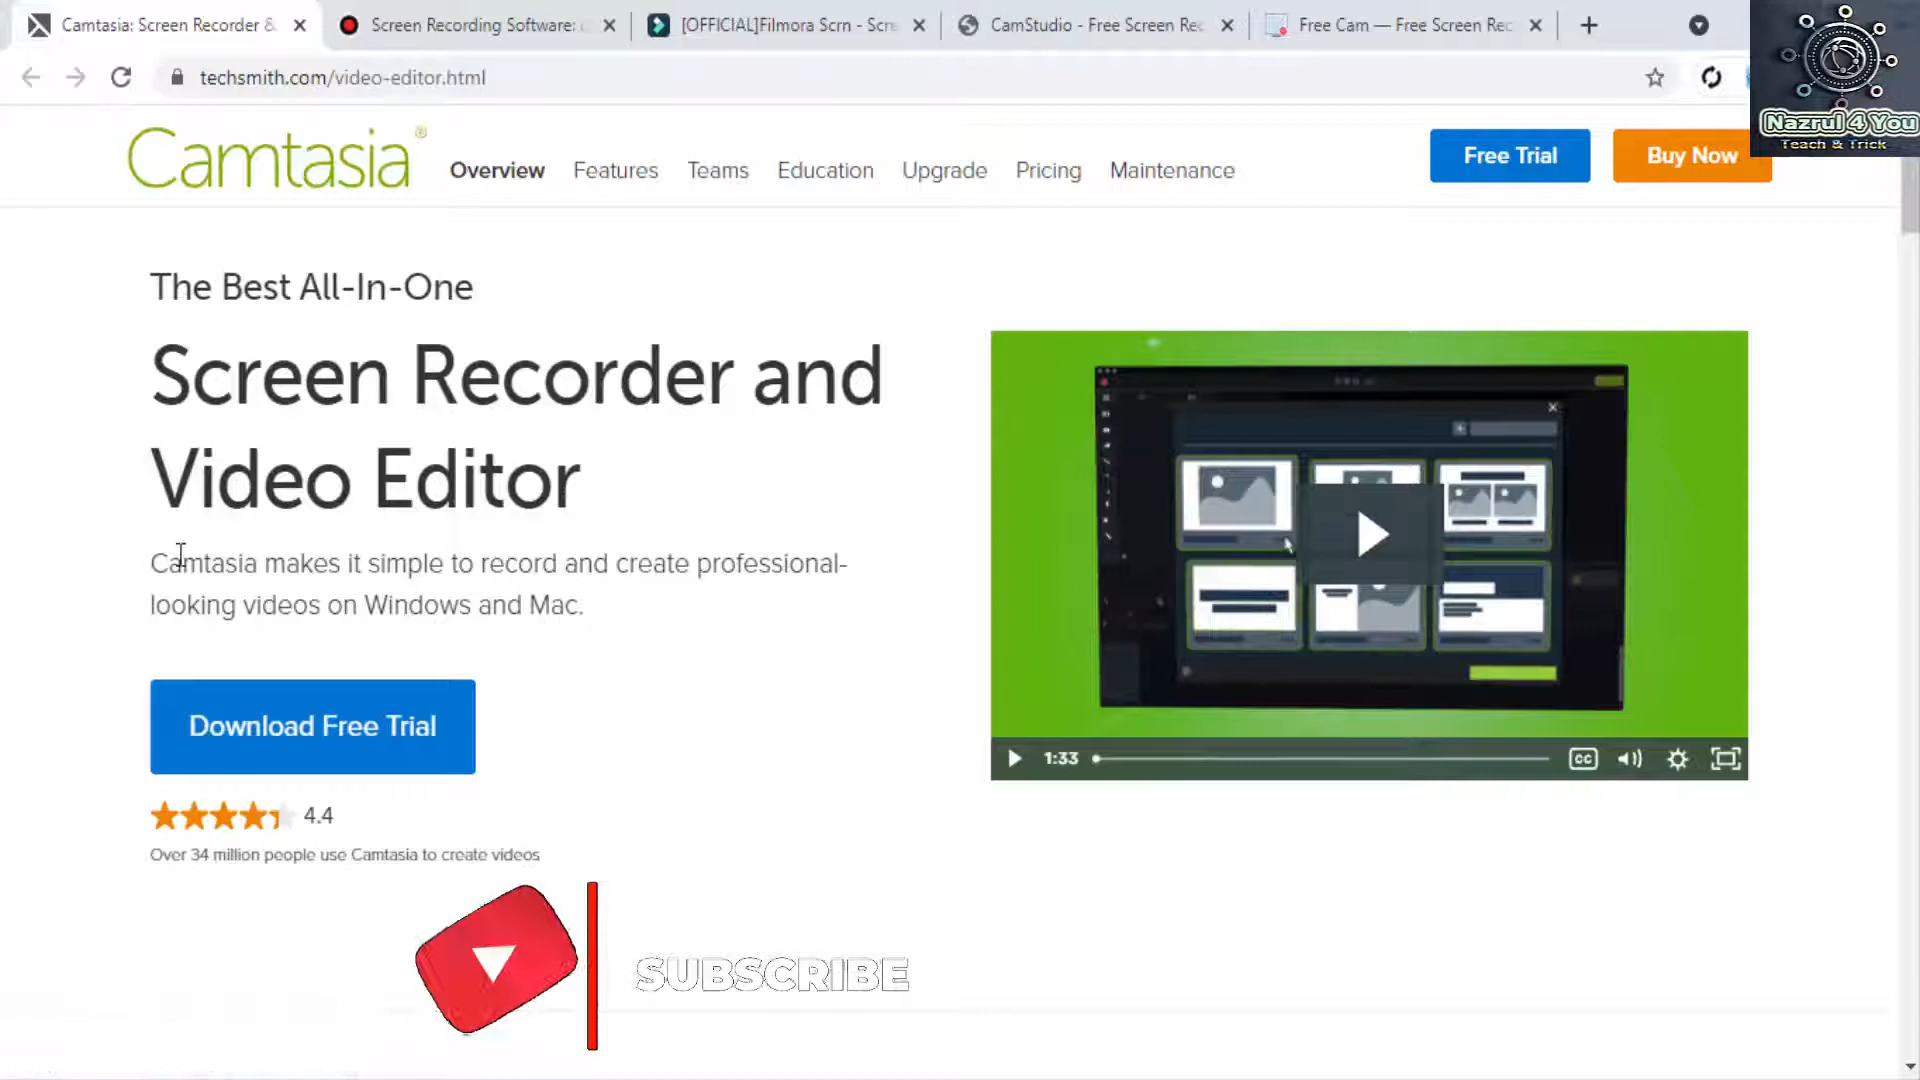 Camtasia: Screen Recorder &
Screen Recording Software: c
[OFFICIAL]Filmora Scrn - Scre
CamStudio - Free Screen Rec
Free Cam — Free Screen Rec
techsmith.com/video-editor.html
Nazrul 4 You
Teach & Trick
Camtasia®
Overview
Features
Teams
Education
Upgrade
Pricing
Maintenance
Free Trial
Buy Now
The Best All-In-One
Screen Recorder and
Video Editor
Camtasia makes it simple to record and create professional-
looking videos on Windows and Mac.
Download Free Trial
1:33
CC
4.4
Over 34 million people use Camtasia to create videos
SUBSCRIBE